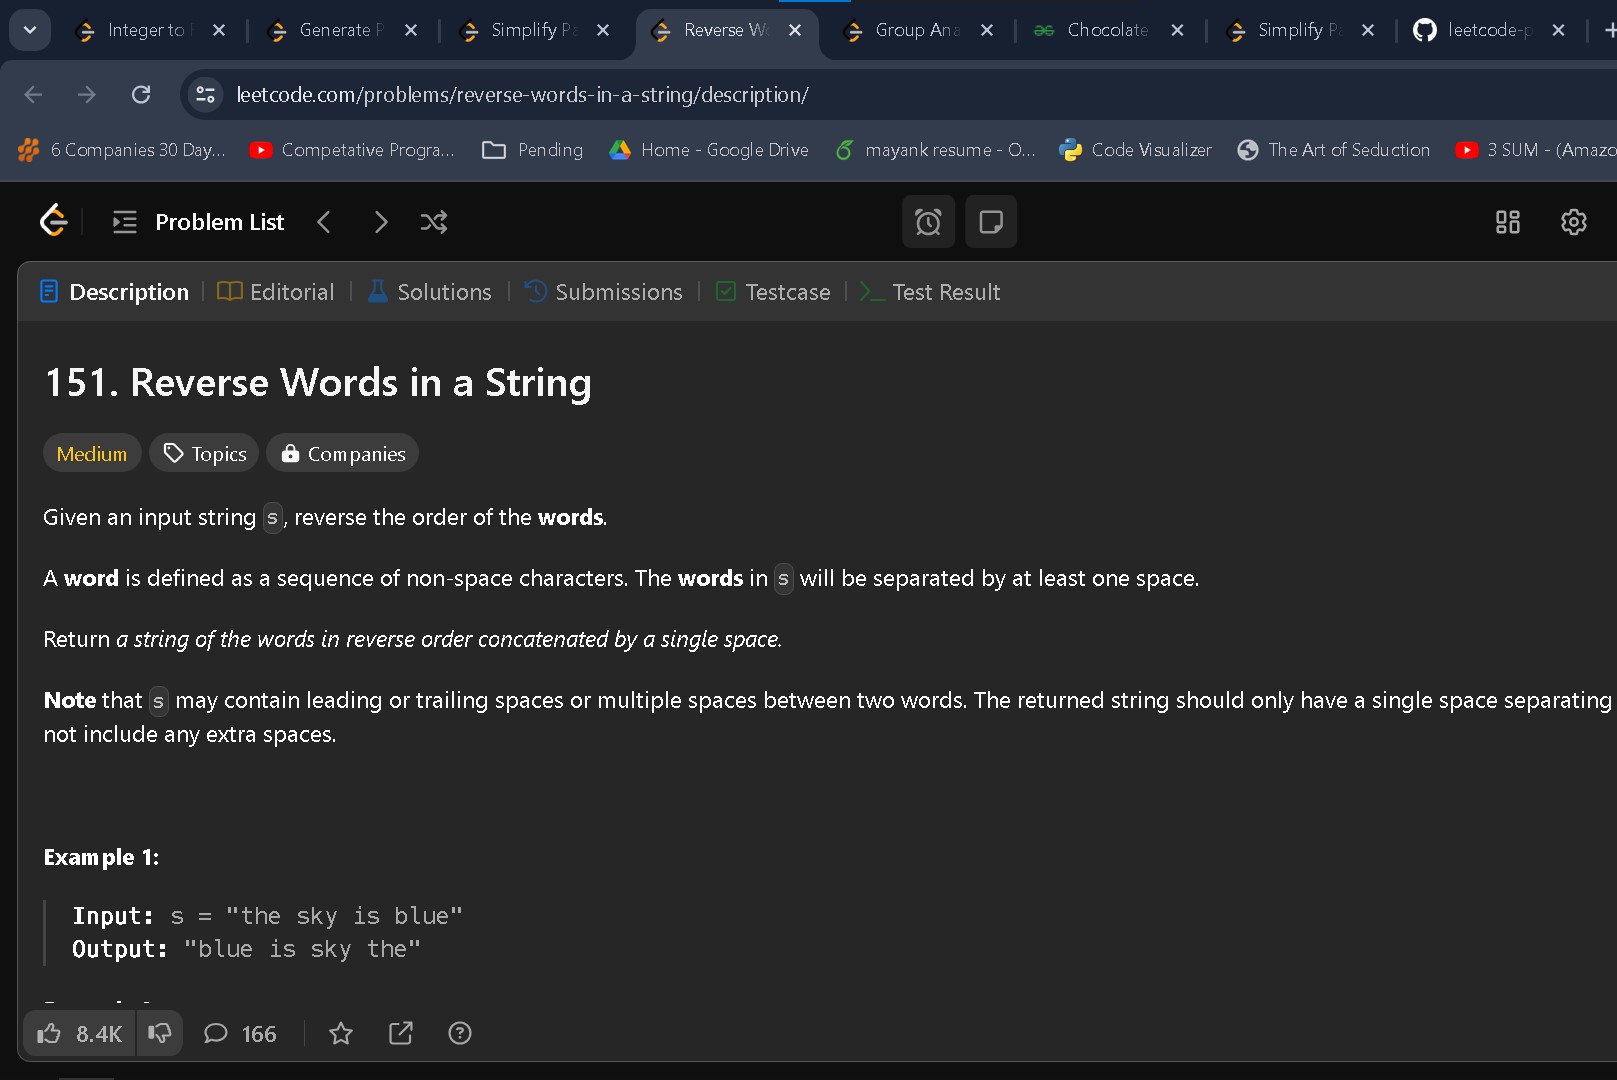 Integer to
Generate P
Simplify Pa
Reverse Wo
Group Ana
Chocolate
Simplify Pa
leetcode-p
leetcode.com/problems/reverse-words-in-a-string/description/
6 Companies 30 Day...
Competative Progra...
Pending
Home - Google Drive
mayank resume - O...
Code Visualizer
The Art of Seduction
3 SUM - (Amazo
Problem List
Description
Editorial
Solutions
Submissions
Testcase
Test Result
151. Reverse Words in a String
Medium
Topics
Companies
Given an input string s, reverse the order of the words.
A word is defined as a sequence of non-space characters. The words in s will be separated by at least one space.
Return a string of the words in reverse order concatenated by a single space.
Note that s may contain leading or trailing spaces or multiple spaces between two words. The returned string should only have a single space separating
not include any extra spaces.
Example 1:
Input: s = "the sky is blue"
Output: "blue is sky the"
8.4K
166